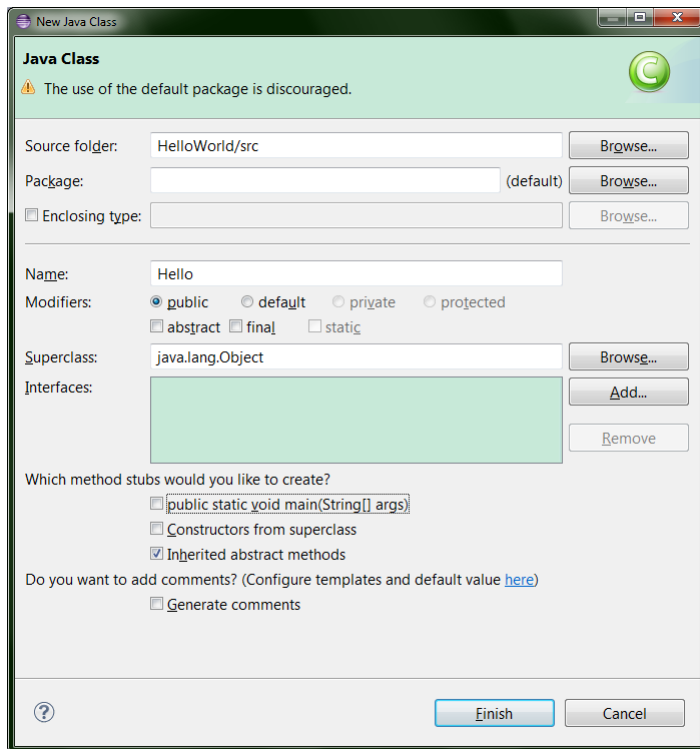 New Java Class
Java Class
The use of the default package is discouraged.
Source folder: HelloWorld/src Browse...
Package: (default) Browse...
Enclosing type: Browse...
Name: Hello
Modifiers: public default private protected
abstract final static
Superclass: java.lang.Object Browse...
Interfaces: Add...
Remove
Which method stubs would you like to create?
public static void main(String[] args)
Constructors from superclass
Inherited abstract methods
Do you want to add comments? (Configure templates and default value here)
Generate comments
Finish Cancel